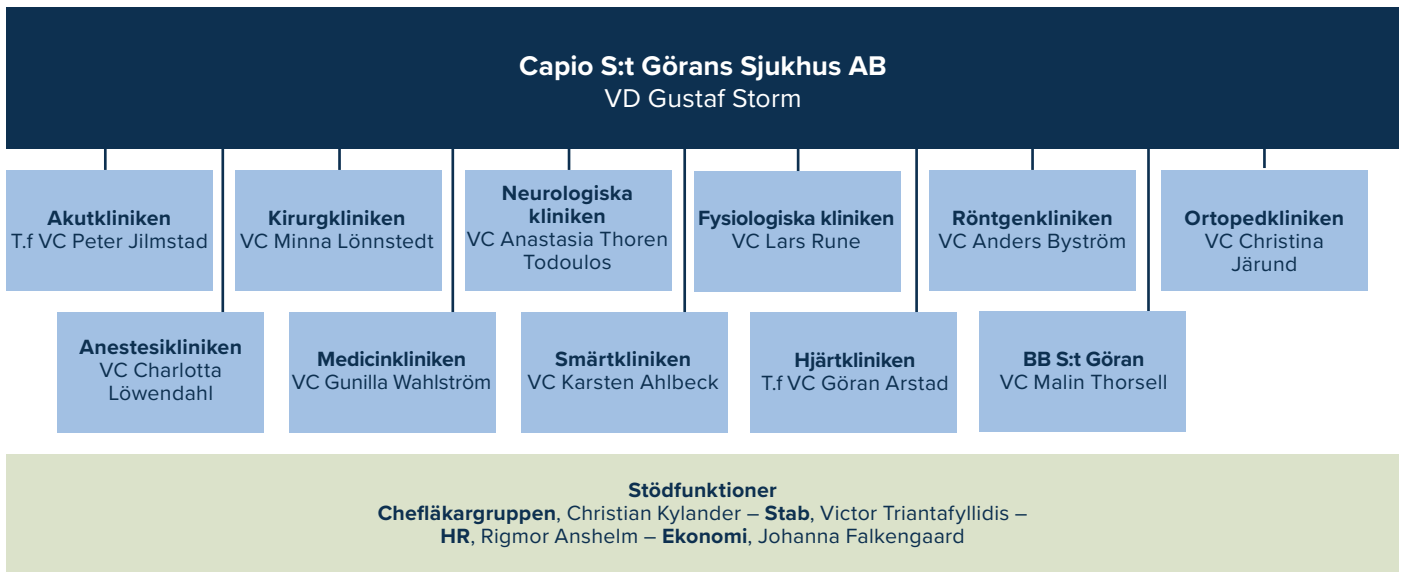 Capio S:t Görans Sjukhus AB
VD Gustaf Storm
Akutkliniken
T.f VC Peter Jilmstad
Kirurgkliniken
VC Minna Lönnstedt
Neurologiska
kliniken
VC Anastasia Thoren
Todoulos
Fysiologiska kliniken
VC Lars Rune
Röntgenkliniken
VC Anders Byström
Ortopedkliniken
VC Christina
Järund
Anestesikliniken
VC Charlotta
Löwendahl
Medicinkliniken
VC Gunilla Wahlström
Smärtkliniken
VC Karsten Ahlbeck
Hjärtkliniken
T.f VC Göran Arstad
BB S:t Göran
VC Malin Thorsell
Stödfunktioner
Chefläkargruppen, Christian Kylander – Stab, Victor Triantafyllidis –
HR, Rigmor Anshelm – Ekonomi, Johanna Falkengaard